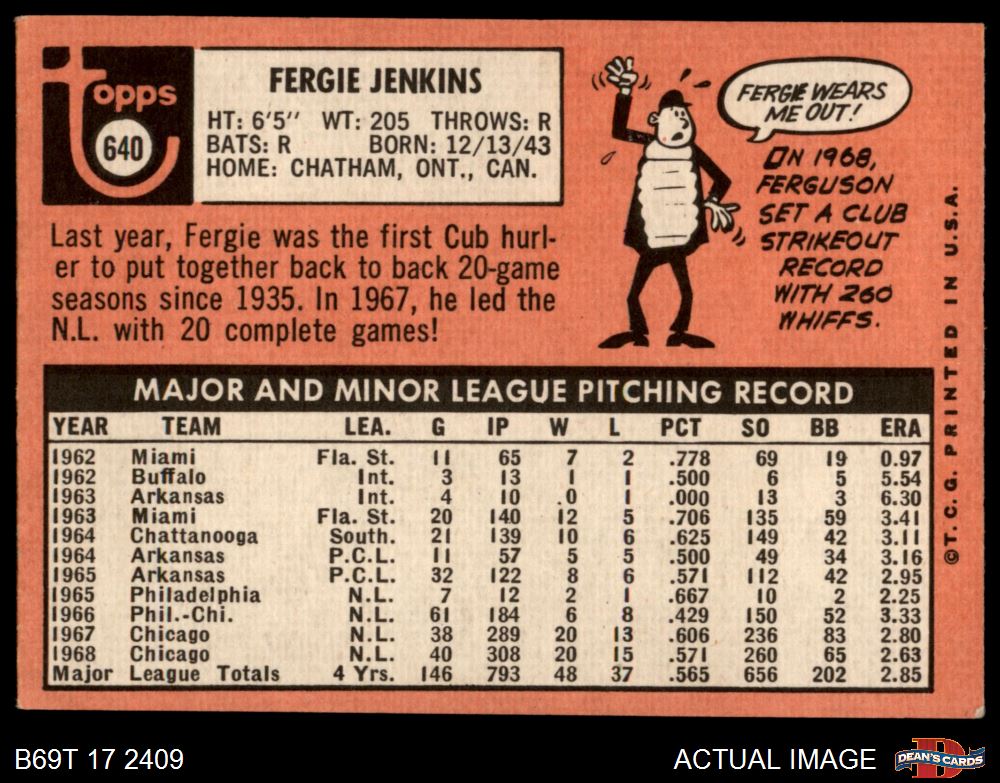 Topps
640
FERGIE JENKINS
HT: 6'5" WT: 205 THROWS: R
BATS: R BORN: 12/13/43
HOME: CHATHAM, ONT., CAN.
Last year, Fergie was the first Cub hurl-
er to put together back to back 20-game
seasons since 1935. In 1967, he led the
N.L. with 20 complete games!
FERGIE WEARS
ME OUT!
IN 1968,
FERGUSON
SET A CLUB
STRIKEOUT
RECORD
WITH 260
WHIFFS.
©T.C.G. PRINTED IN U.S.A.
MAJOR AND MINOR LEAGUE PITCHING RECORD
YEAR TEAM LEA. G IP W L PCT SO BB ERA
1962 Miami Fla. St. 11 65 7 2 .778 69 19 0.97
1962 Buffalo Int. 3 13 1 1 .500 6 5 5.54
1963 Arkansas Int. 4 10 .0 1 .000 13 3 6.30
1963 Miami Fla. St. 20 140 12 5 .706 135 59 3.41
1964 Chattanooga South. 21 139 10 6 .625 149 42 3.11
1964 Arkansas P.C.L. 11 57 5 5 .500 49 34 3.16
1965 Arkansas P.C.L. 32 122 8 6 .571 112 42 2.95
1965 Philadelphia N.L. 7 12 2 1 .667 10 2 2.25
1966 Phil.-Chi. N.L. 61 184 6 8 .429 150 52 3.33
1967 Chicago N.L. 38 289 20 13 .606 236 83 2.80
1968 Chicago N.L. 40 308 20 15 .571 260 65 2.63
Major League Totals 4 Yrs. 146 793 48 37 .565 656 202 2.85
B69T 17 2409
ACTUAL IMAGE
D
DEAN'S CARDS